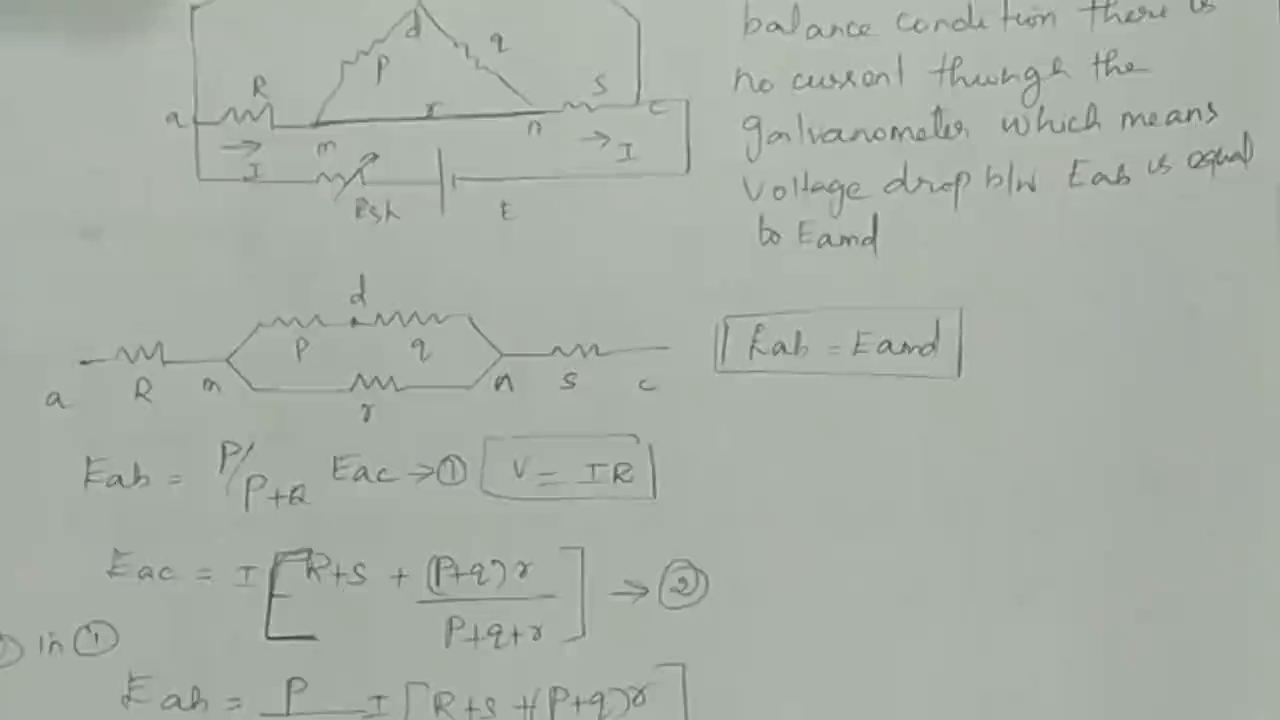 d
P q
R r S
a m n c
I I
Rsh E
balance condition there is
no current through the
galvanometer which means
voltage drop b/w Eab is equal
to Eamd
d
P q
a R m n S c
r
Eab = Eamd
Eab = P/P+Q Eac → ① V = IR
Eac = I [R+S + (P+q)r / P+q+r] → ②
in ①
Eab = P I [R+S + (P+q)r ]